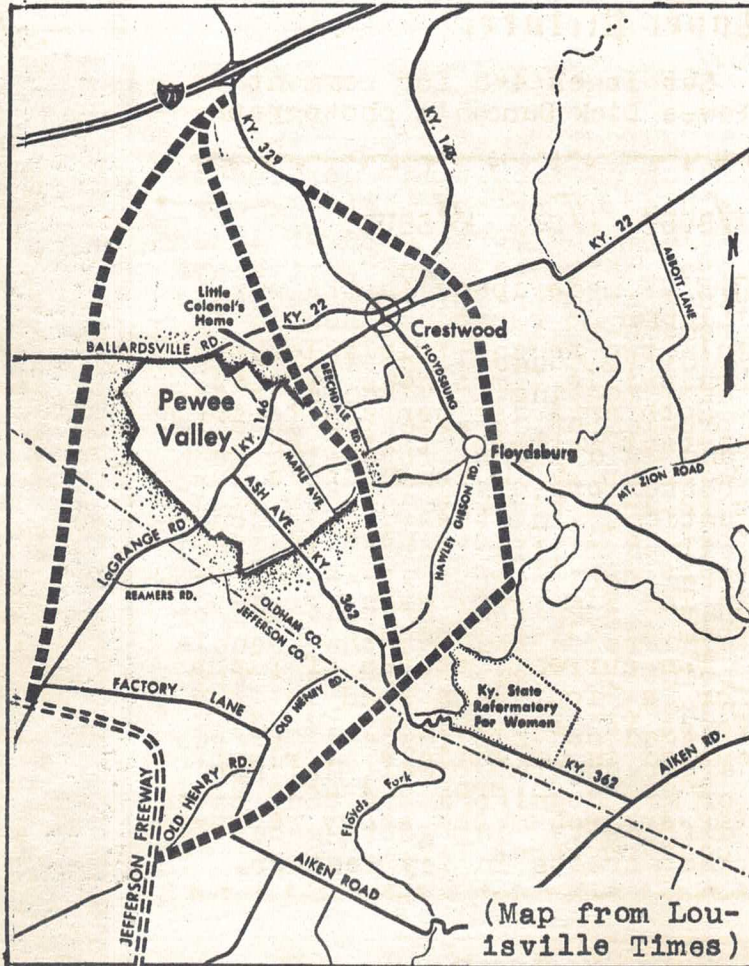 71
KY. 329
KY. 146
KY. 22
ABBOTT LANE
N
Little
Colonel's
Home
KY. 22
Crestwood
BALLARDSVILLE RD
FLOYDSBURG
BEECHDALE RD.
Pewee
Valley
KY. 146
MAPLE AVE.
Floydsburg
MT. ZION ROAD
ASH AVE.
HAWLEY GIBSON RD.
LaGRANGE RD
KY. 362
REAMERS RD.
OLDHAM CO.
JEFFERSON CO.
FACTORY LANE
OLD HENRY RD.
Ky. State
Reformatory
For Women
KY. 362
AIKEN RD.
OLD HENRY RD.
JEFFERSON FREEWAY
Floyds Fork
AIKEN ROAD
(Map from Lou-
isville Times)